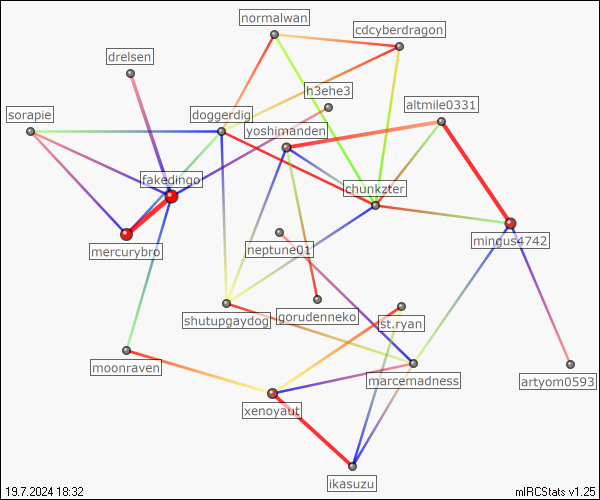 normalwan
cdcyberdragon
drelsen
h3ehe3
altmile0331
sorapie
doggerdig
yoshimanden
fakedingo
chunkzter
mercurybro
neptune01
mingus4742
shutupgaydog
gorudenneko
st.ryan
moonraven
marcemadness
artyom0593
xenoyaut
ikasuzu
19.7.2024 18:32
mIRCStats v1.25